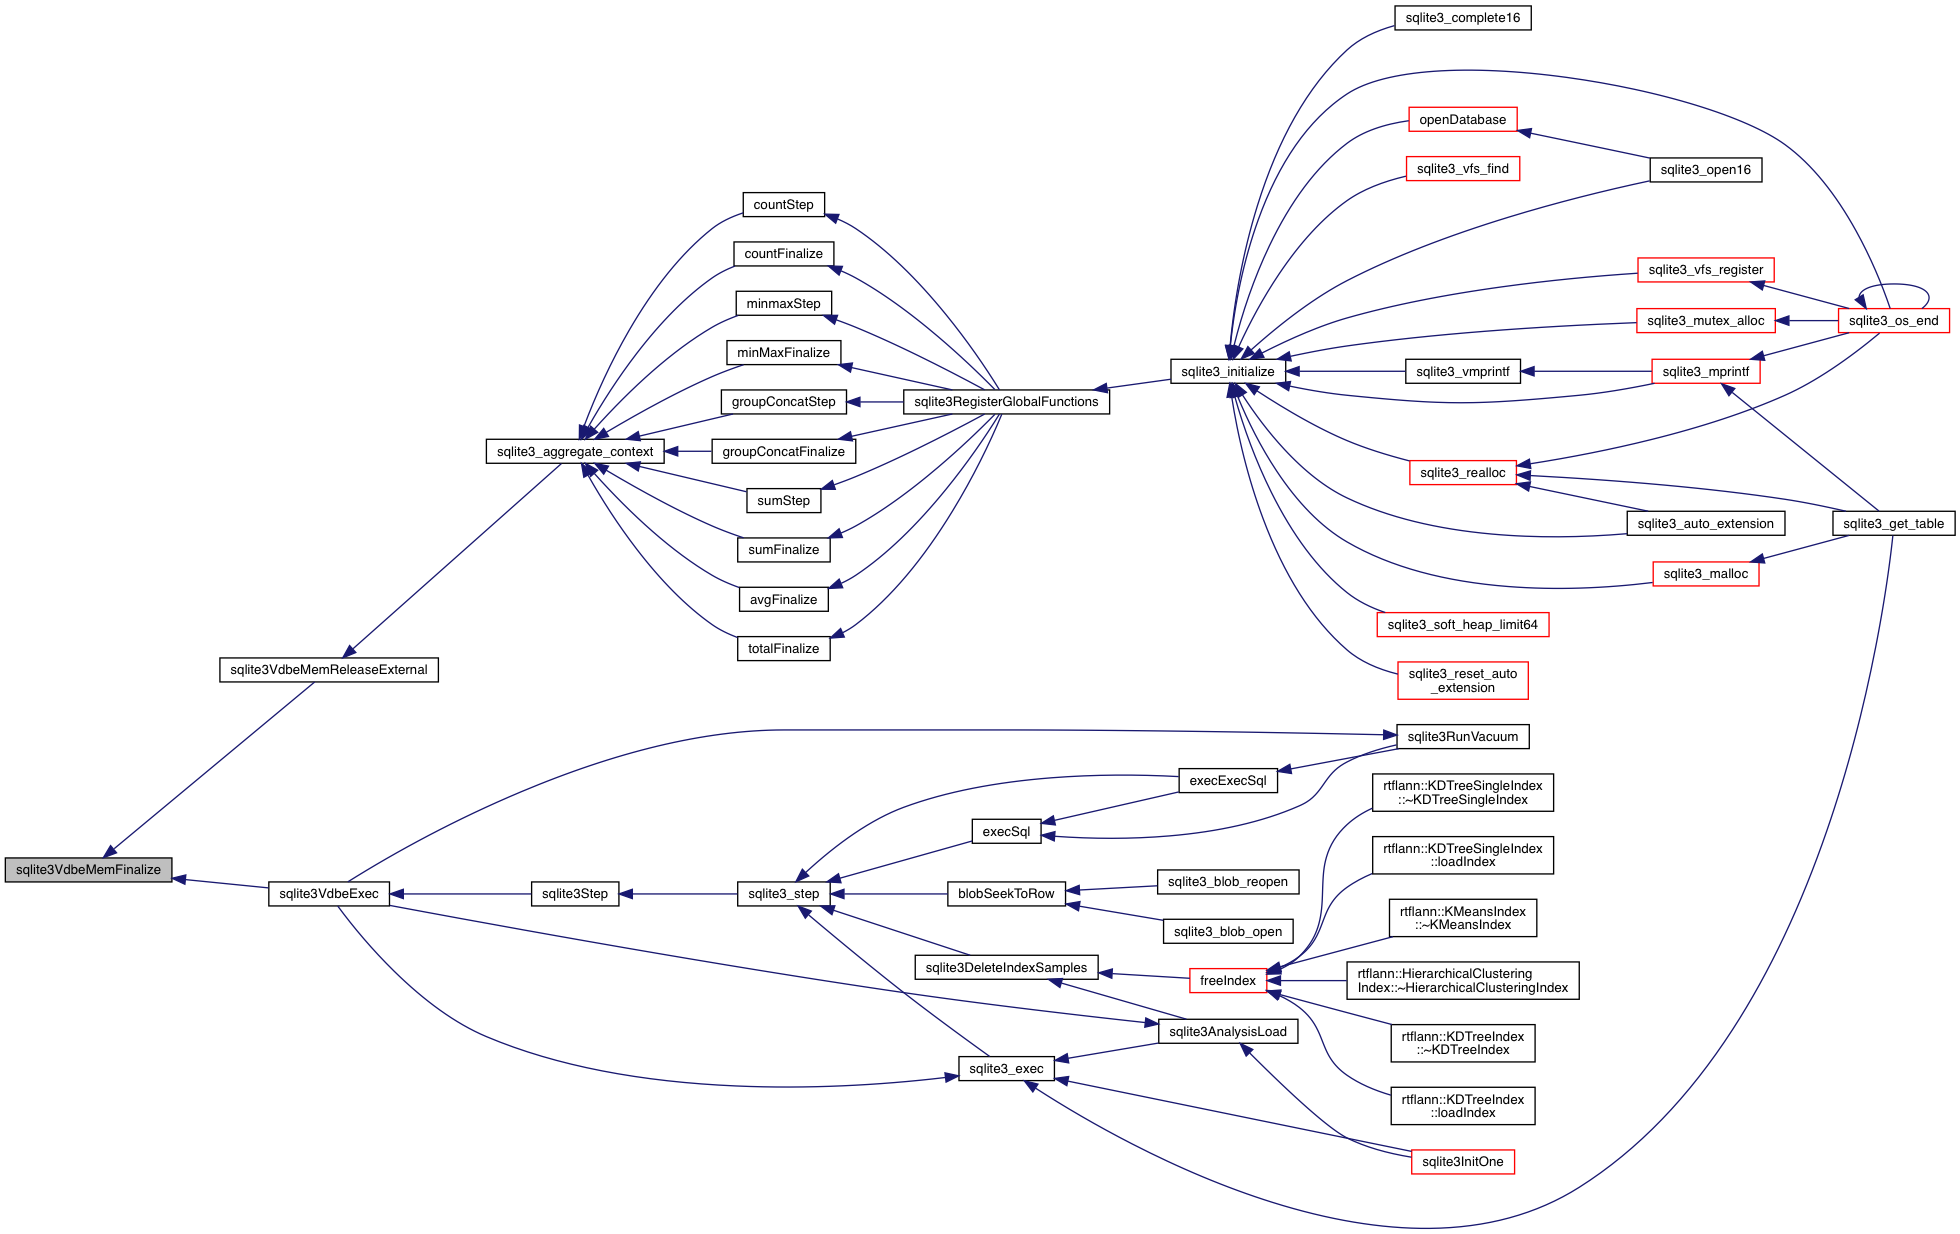 sqlite3_complete16
openDatabase
sqlite3_vfs_find
sqlite3_open16
countStep
countFinalize
sqlite3_vfs_register
minmaxStep
sqlite3_mutex_alloc
sqlite3_os_end
minMaxFinalize
sqlite3_initialize
sqlite3_vmprintf
sqlite3_mprintf
groupConcatStep
sqlite3RegisterGlobalFunctions
sqlite3_aggregate_context
groupConcatFinalize
sqlite3_realloc
sumStep
sqlite3_auto_extension
sqlite3_get_table
sumFinalize
sqlite3_malloc
avgFinalize
sqlite3_soft_heap_limit64
totalFinalize
sqlite3VdbeMemReleaseExternal
sqlite3_reset_auto
_extension
sqlite3RunVacuum
execExecSql
rtflann::KDTreeSingleIndex
::~KDTreeSingleIndex
execSql
rtflann::KDTreeSingleIndex
::loadIndex
sqlite3VdbeMemFinalize
sqlite3VdbeExec
sqlite3Step
sqlite3_step
blobSeekToRow
sqlite3_blob_reopen
rtflann::KMeansIndex
::~KMeansIndex
sqlite3_blob_open
sqlite3DeleteIndexSamples
freeIndex
rtflann::HierarchicalClustering
Index::~HierarchicalClusteringIndex
sqlite3AnalysisLoad
rtflann::KDTreeIndex
::~KDTreeIndex
sqlite3_exec
rtflann::KDTreeIndex
::loadIndex
sqlite3InitOne